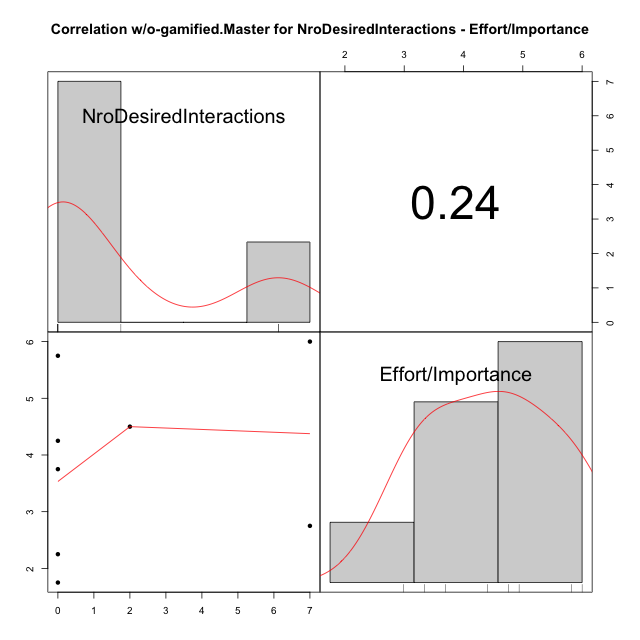 Correlation w/o-gamified.Master for NroDesiredInteractions - Effort/Importance
2 3 4 5 6
NroDesiredInteractions
0.24
7
6
5
4
3
2
1
0
Effort/Importance
6
5
4
3
2
0 1 2 3 4 5 6 7